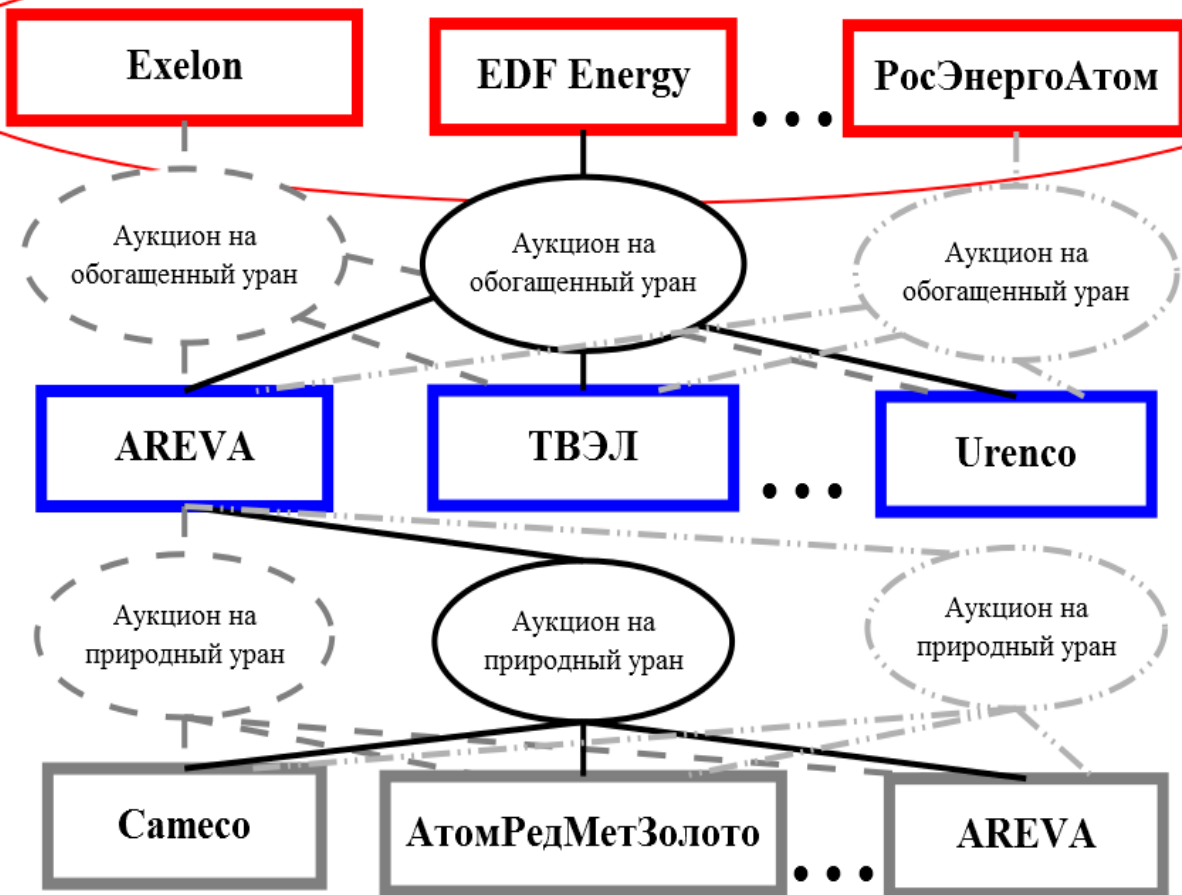 Exelon
EDF Energy
РосЭнергоАтом
Аукцион на
обогащенный уран
Аукцион на
обогащенный уран
Аукцион на
обогащенный уран
AREVA
ТВЭЛ
Urenco
Аукцион на
природный уран
Аукцион на
природный уран
Аукцион на
природный уран
Cameco
АтомРедМетЗолото
AREVA